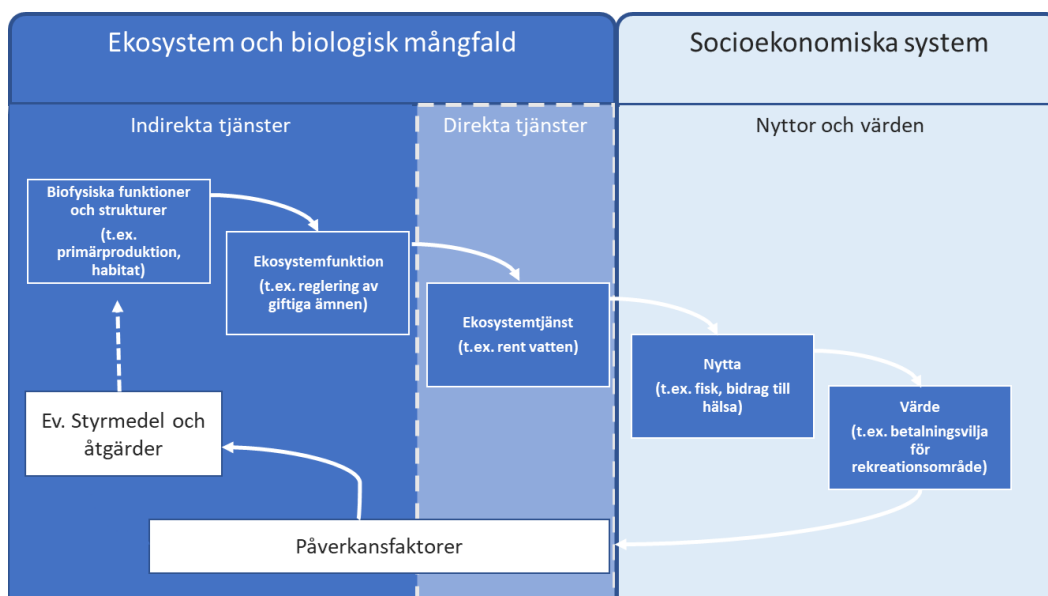 Ekosystem och biologisk mångfald
Socioekonomiska system
Indirekta tjänster
Direkta tjänster
Nyttor och värden
Biofysiska funktioner
och strukturer
(t.ex.
primärproduktion,
habitat)
Ekosystemfunktion
(t.ex. reglering av
giftiga ämnen)
Ekosystemtjänst
(t.ex. rent vatten)
Nytta
(t.ex. fisk, bidrag till
hälsa)
Värde
(t.ex. betalningsvilja
för
rekreationsområde)
Ev. Styrmedel och
åtgärder
Påverkansfaktorer